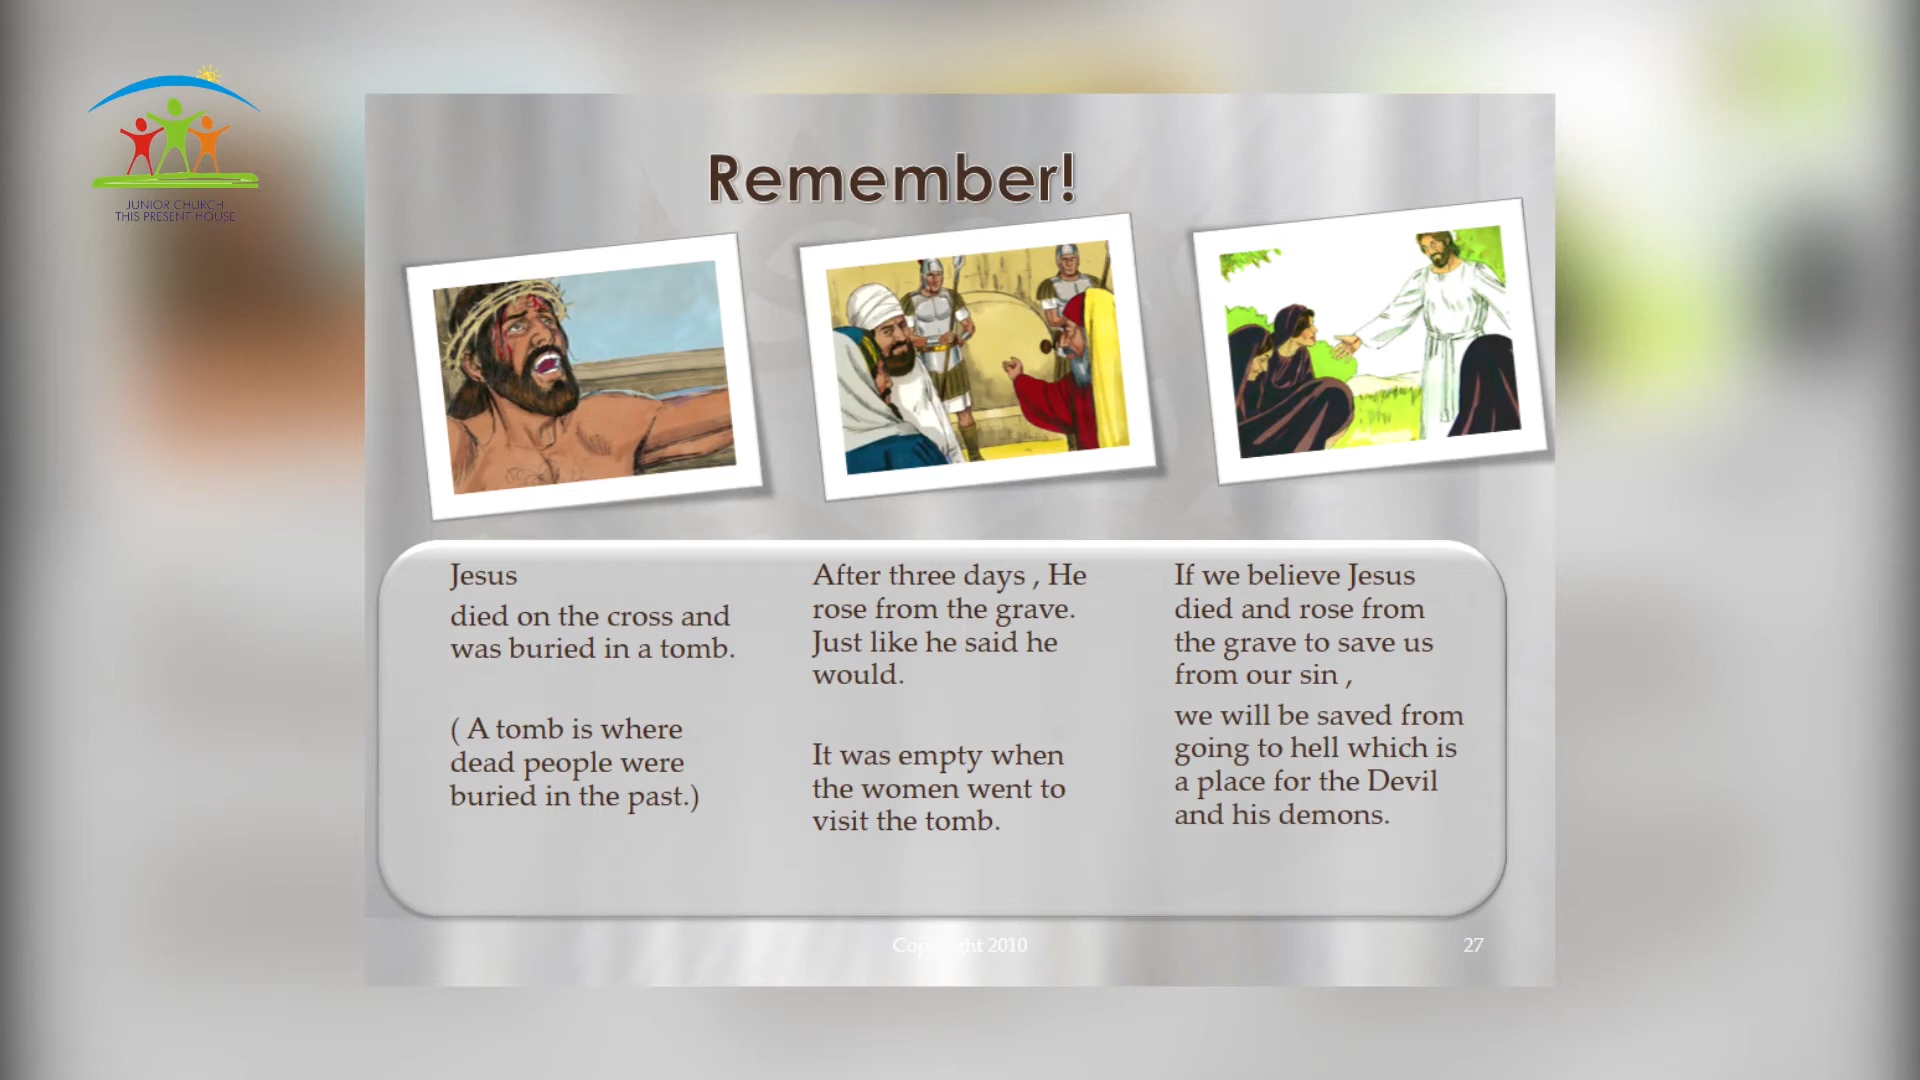 JUNIOR CHURCH
THIS PRESENT HOUSE
Remember!
Jesus
died on the cross and
was buried in a tomb.
( A tomb is where
dead people were
buried in the past.)
After three days , He
rose from the grave.
Just like he said he
would.
It was empty when
the women went to
visit the tomb.
If we believe Jesus
died and rose from
the grave to save us
from our sin ,
we will be saved from
going to hell which is
a place for the Devil
and his demons.
Copyright 2010
27